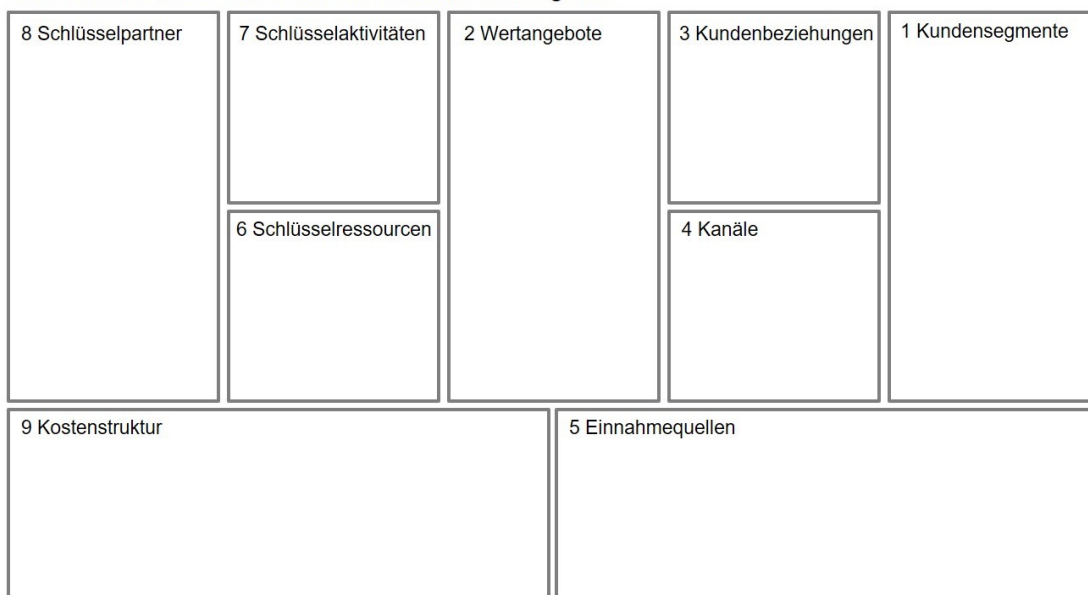 8 Schlüsselpartner
7 Schlüsselaktivitäten
2 Wertangebote
3 Kundenbeziehungen
1 Kundensegmente
6 Schlüsselressourcen
4 Kanäle
9 Kostenstruktur
5 Einnahmequellen